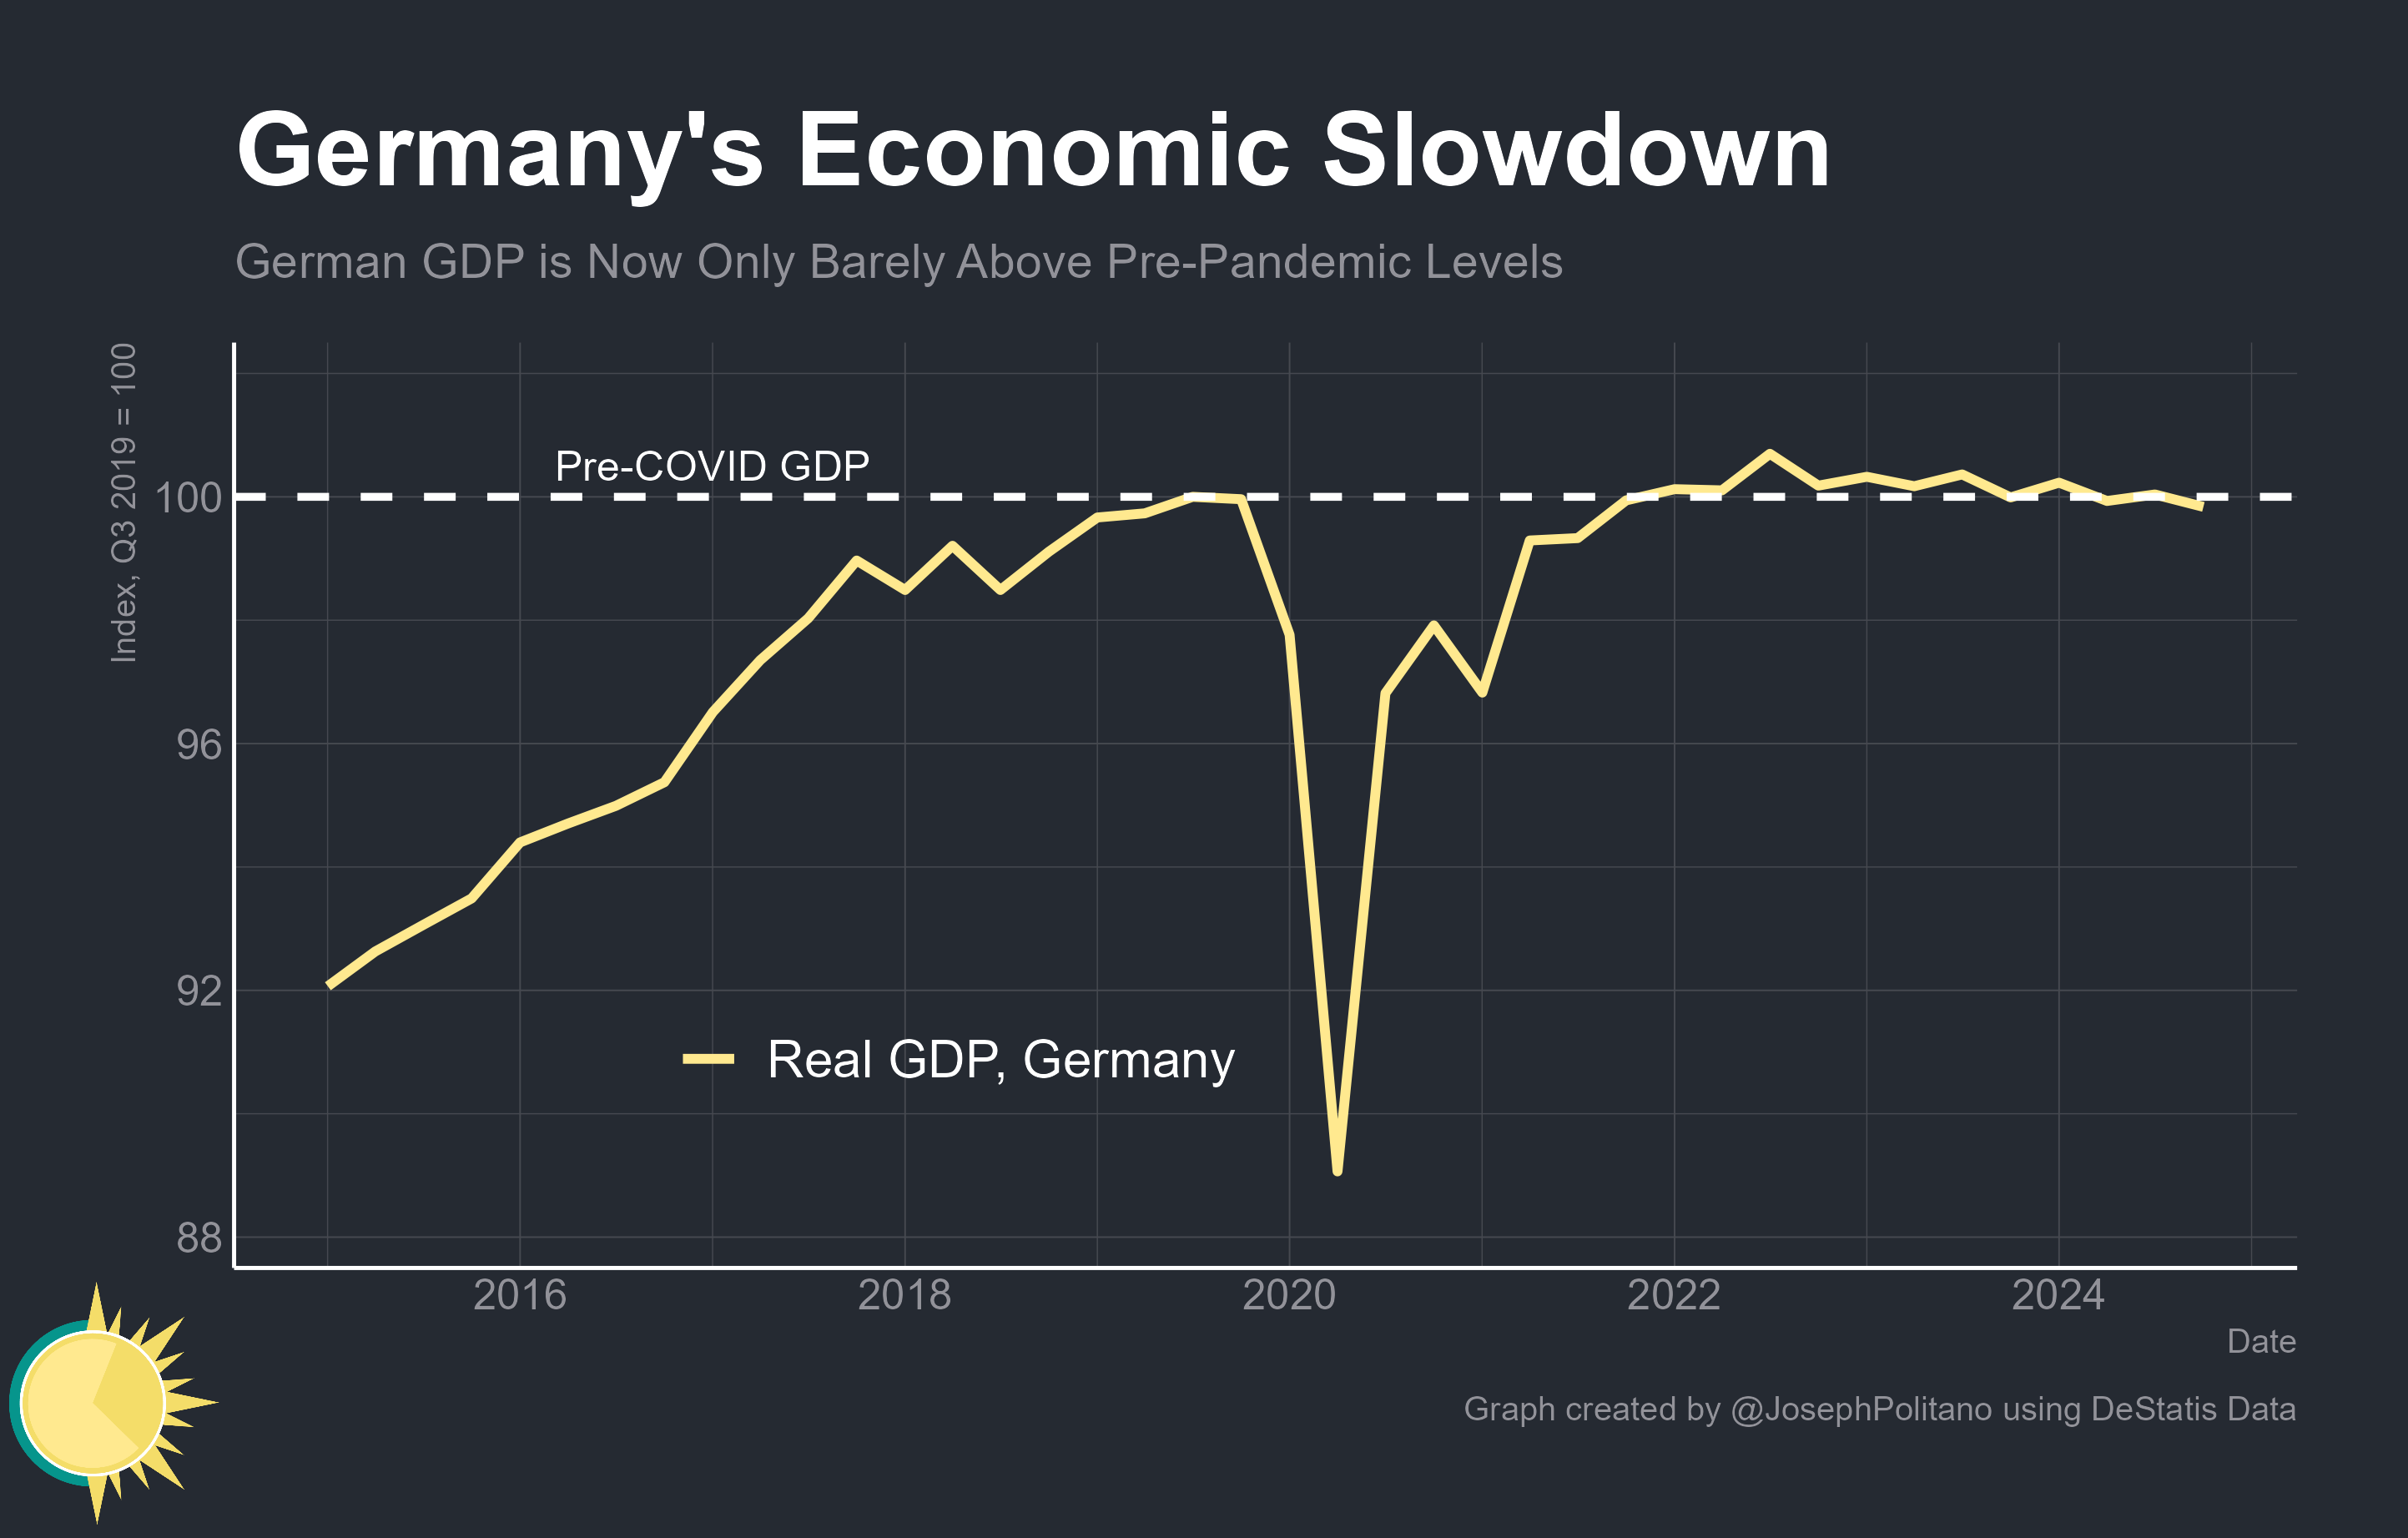 Germany's Economic Slowdown
German GDP is Now Only Barely Above Pre-Pandemic Levels
Index, Q3 2019 = 100
Pre-COVID GDP
100
96
92
88
Real GDP, Germany
2016
2018
2020
2022
2024
Date
Graph created by @JosephPolitano using DeStatis Data